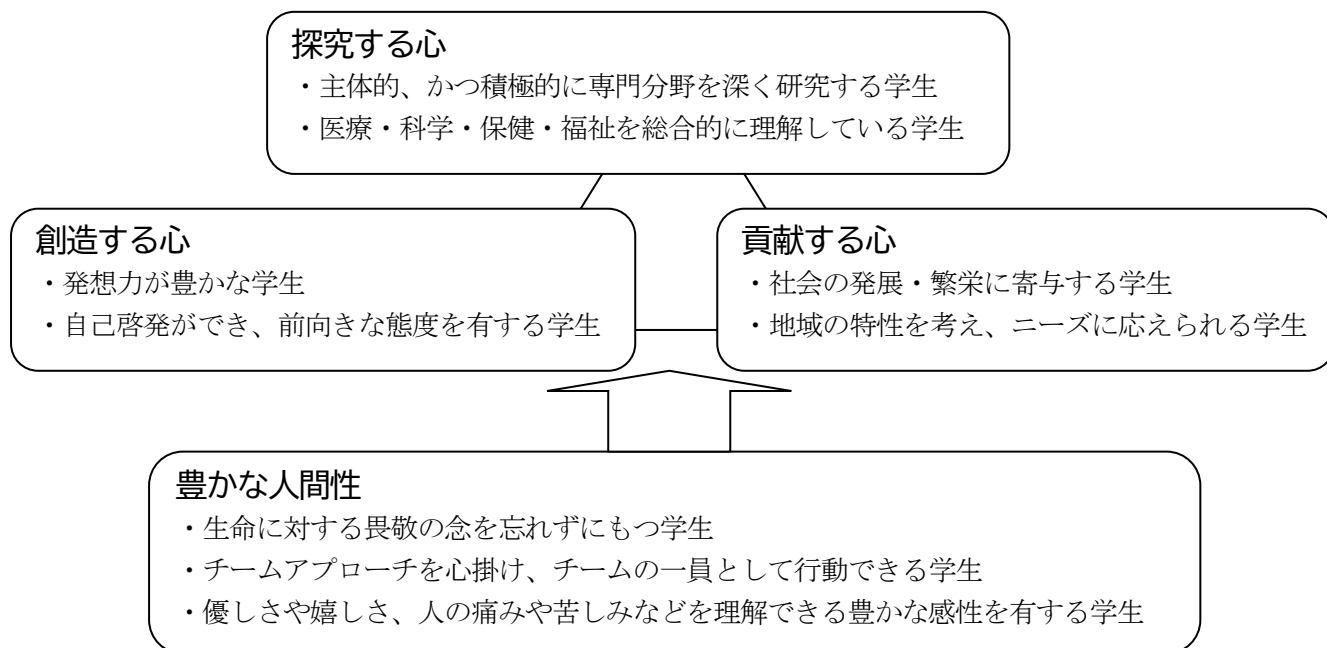 探究する心
・主体的、かつ積極的に専門分野を深く研究する学生
・医療・科学・保健・福祉を総合的に理解している学生
創造する心
・発想力が豊かな学生
・自己啓発ができ、前向きな態度を有する学生
貢献する心
・社会の発展・繁栄に寄与する学生
・地域の特性を考え、ニーズに応えられる学生
豊かな人間性
・生命に対する畏敬の念を忘れずにもつ学生
・チームアプローチを心掛け、チームの一員として行動できる学生
・優しさや嬉しさ、人の痛みや苦しみなどを理解できる豊かな感性を有する学生